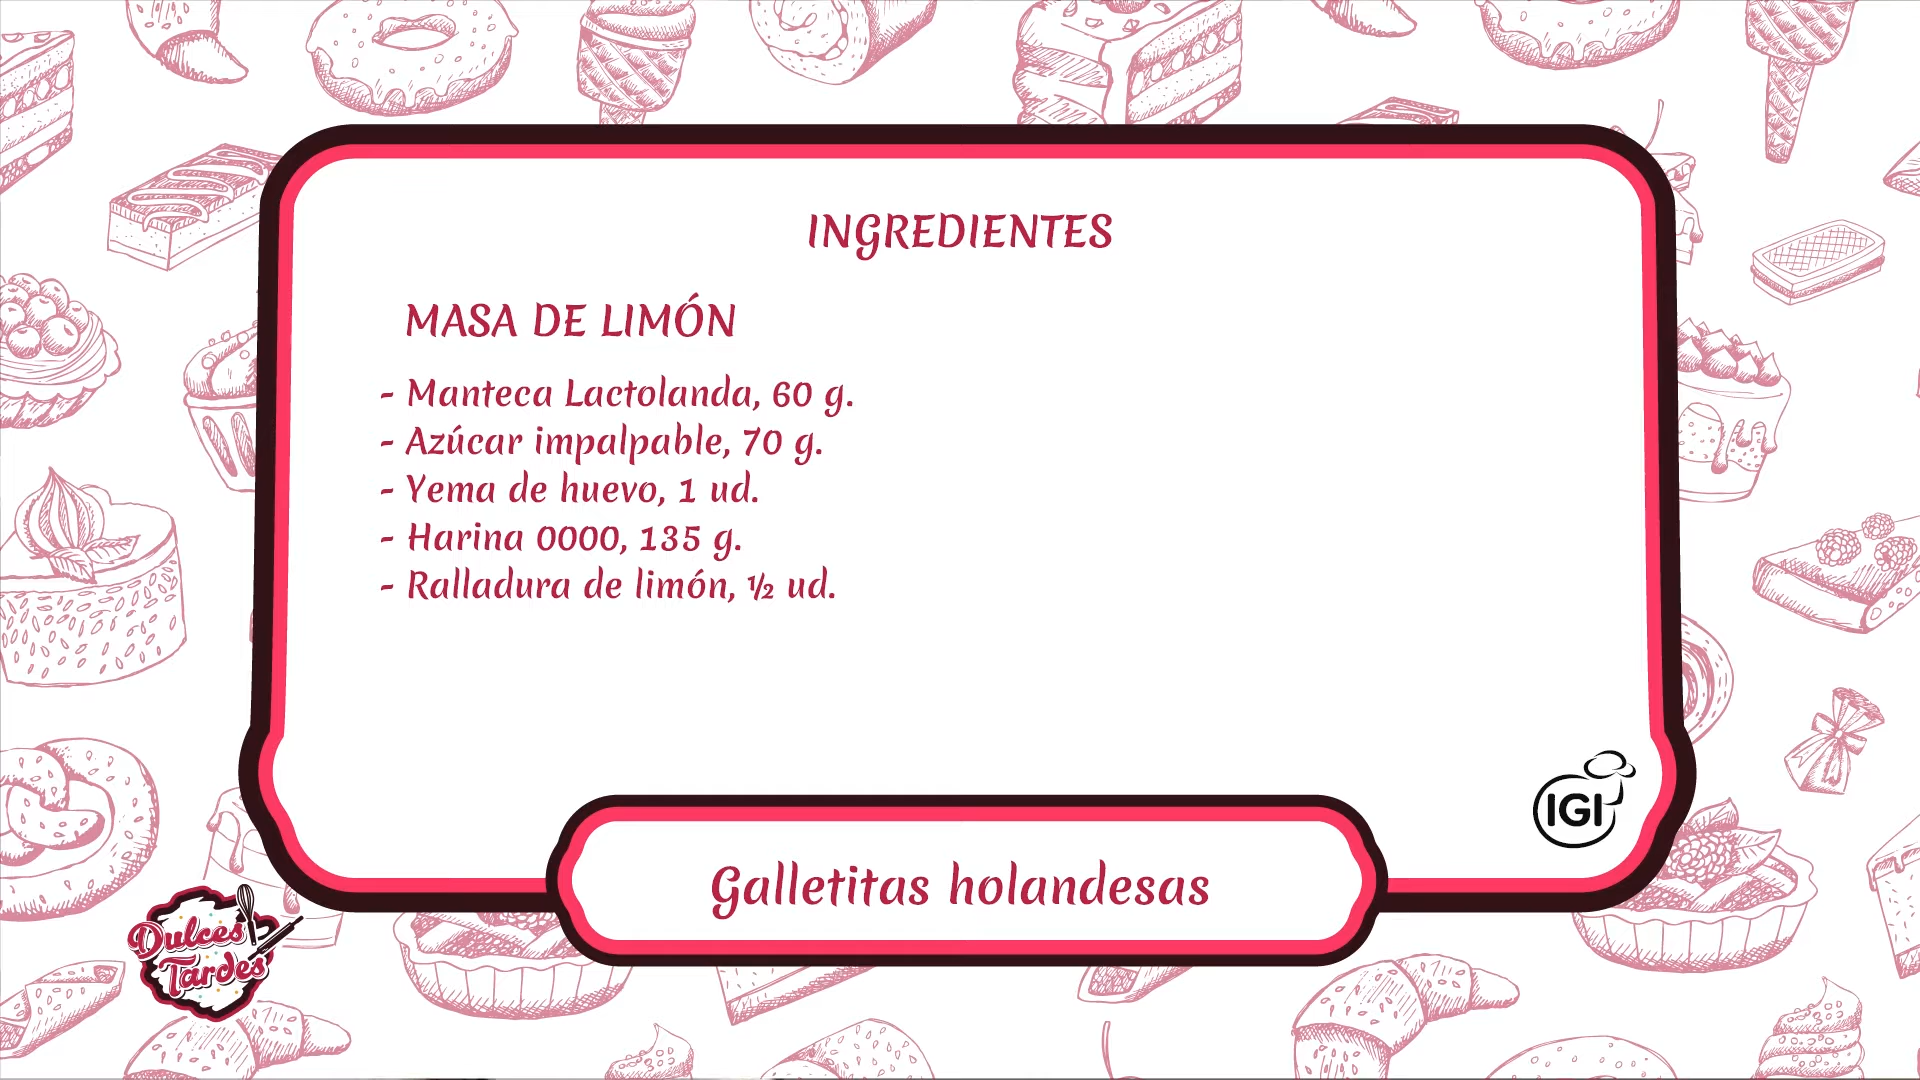 INGREDIENTES
MASA DE LIMÓN
- Manteca Lactolanda, 60 g.
- Azúcar impalpable, 70 g.
- Yema de huevo, 1 ud.
- Harina 0000, 135 g.
- Ralladura de limón, ½ ud.
IGI
Galletitas holandesas
Dulces
Tardes